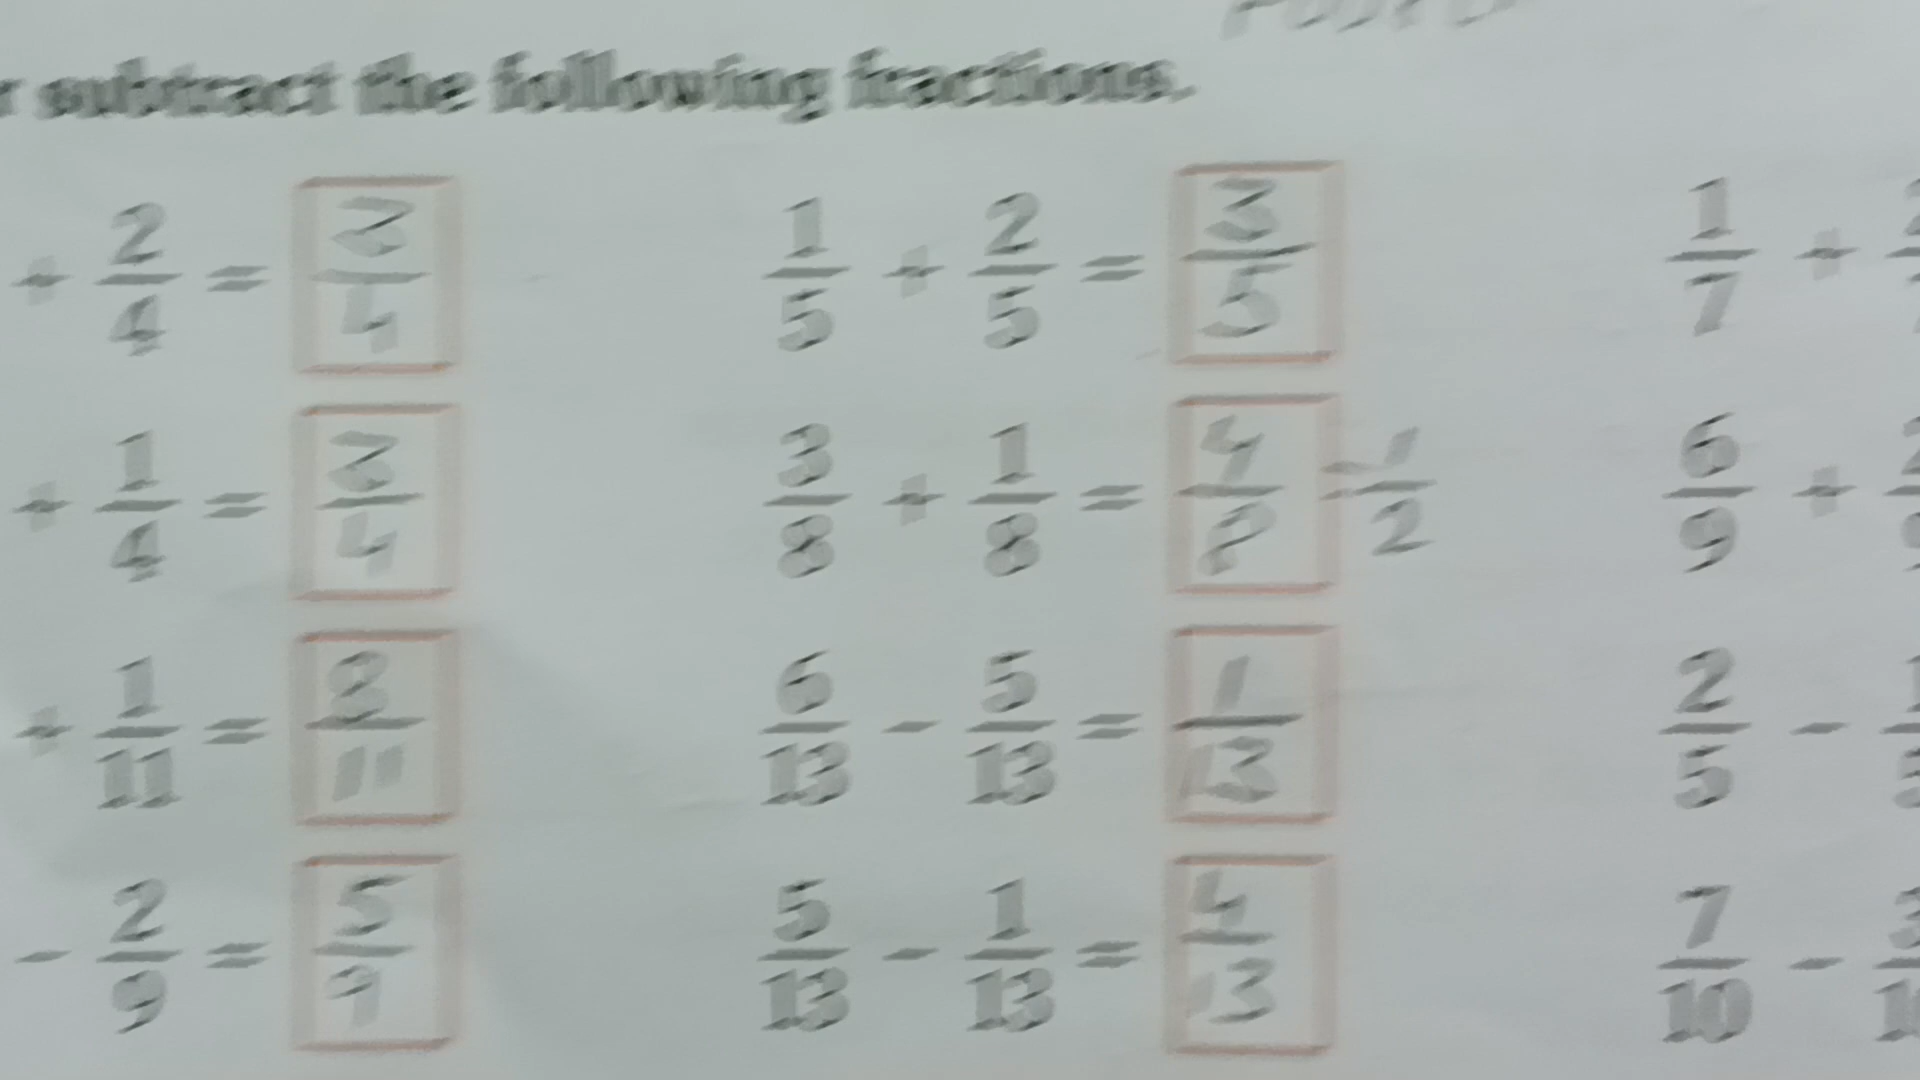 subtract the following fractions.
+ 2/4 = 3/4    1/5 + 2/5 = 3/5    1/7 +
+ 1/4 = 3/4    3/8 + 1/8 = 4/8 = 1/2    6/9 +
+ 1/11 = 8/11    6/13 - 5/13 = 1/13    2/5 -
- 2/9 = 5/9    5/13 - 1/13 = 4/13    7/10 -